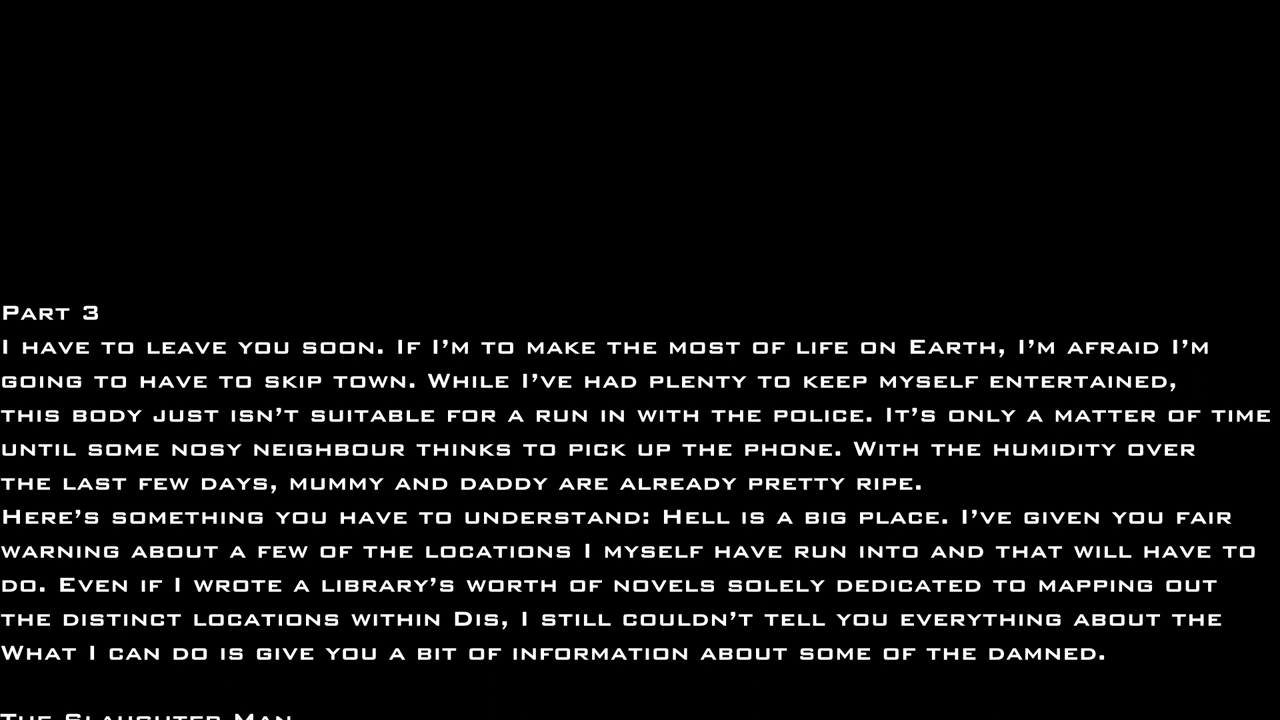 Part 3
I have to leave you soon. If I'm to make the most of life on Earth, I'm afraid I'm
going to have to skip town. While I've had plenty to keep myself entertained,
this body just isn't suitable for a run in with the police. It's only a matter of time
until some nosy neighbour thinks to pick up the phone. With the humidity over
the last few days, mummy and daddy are already pretty ripe.
Here's something you have to understand: Hell is a big place. I've given you fair
warning about a few of the locations I myself have run into and that will have to
do. Even if I wrote a library's worth of novels solely dedicated to mapping out
the distinct locations within Dis, I still couldn't tell you everything about the
What I can do is give you a bit of information about some of the damned.
The Slaughter Man